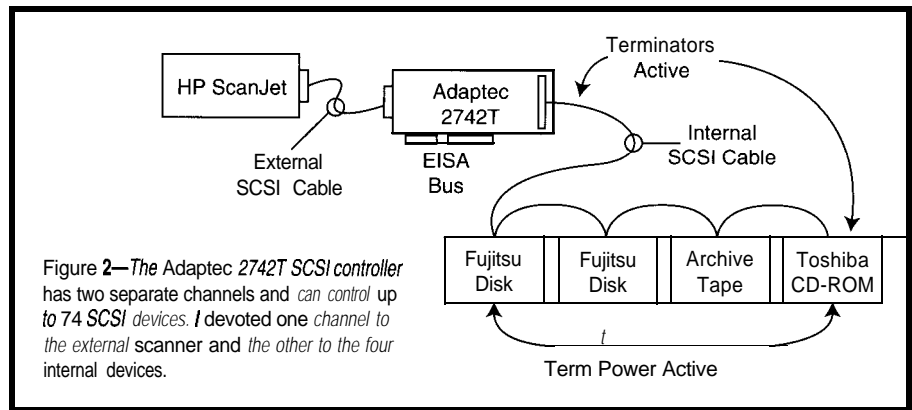 Terminators
Active
HP ScanJet
Adaptec
2742T
External
SCSI Cable
EISA
Bus
Internal
SCSI Cable
Fujitsu
Disk
Fujitsu
Disk
Archive
Tape
Toshiba
CD-ROM
t
Term Power Active
Figure 2—The Adaptec 2742T SCSI controller
has two separate channels and can control up
to 74 SCSI devices. I devoted one channel to
the external scanner and the other to the four
internal devices.